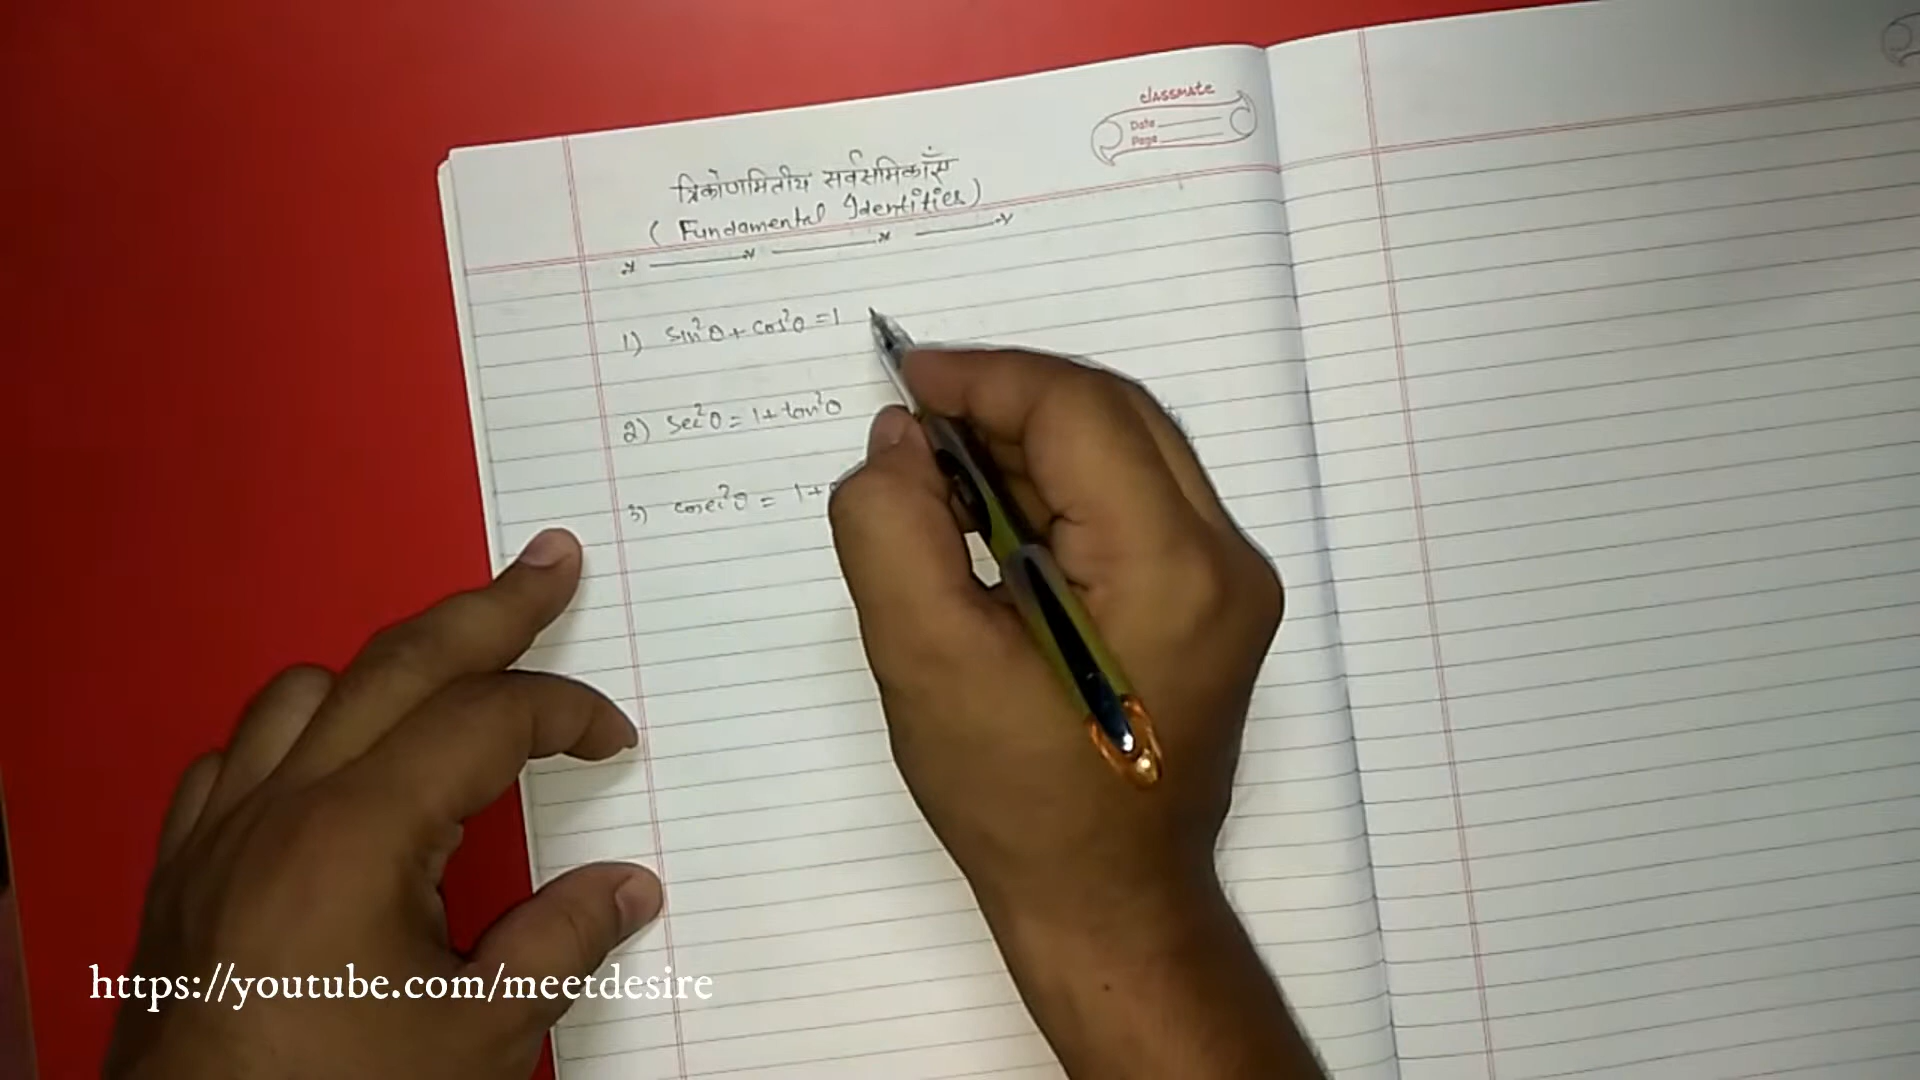 classmate
Date
Page
त्रिकोणमितीय सर्वसमिकाएँ
( Fundamental Identities )
1) sin²θ + cos²θ = 1
2) sec²θ = 1 + tan²θ
3) cosec²θ = 1 +
https://youtube.com/meetdesire